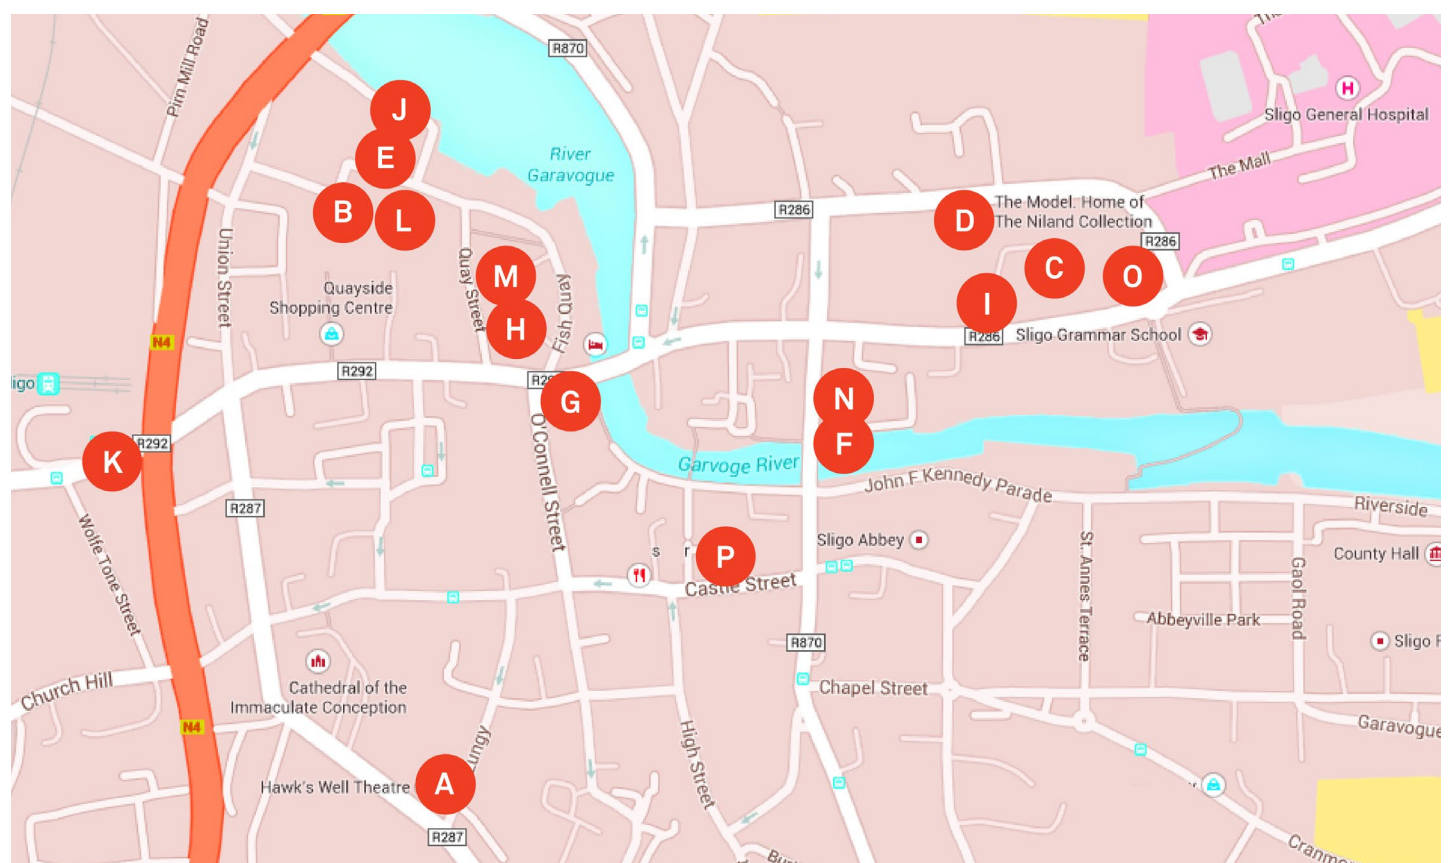 R870
Pirn Mill Road
H
Sligo General Hospital
The Mall
J
E
River
Garavogue
B
L
R286
D
The Model. Home of
The Niland Collection
R286
C
O
Union Street
Quay Street
M
Fish Quay
Quayside
Shopping Centre
H
I
R286
Sligo Grammar School
N4
R292
G
N
F
K
R292
O'Connell Street
Garvoge River
John F Kennedy Parade
Riverside
R287
Wolfe Tone Street
s r
P
Sligo Abbey
St. Annes Terrace
Gaol Road
County Hall
Castle Street
Abbeyville Park
Sligo
R870
Church Hill
Cathedral of the
Immaculate Conception
Chapel Street
N4
Lungy
High Street
Garavogue
Hawk's Well Theatre
A
R287